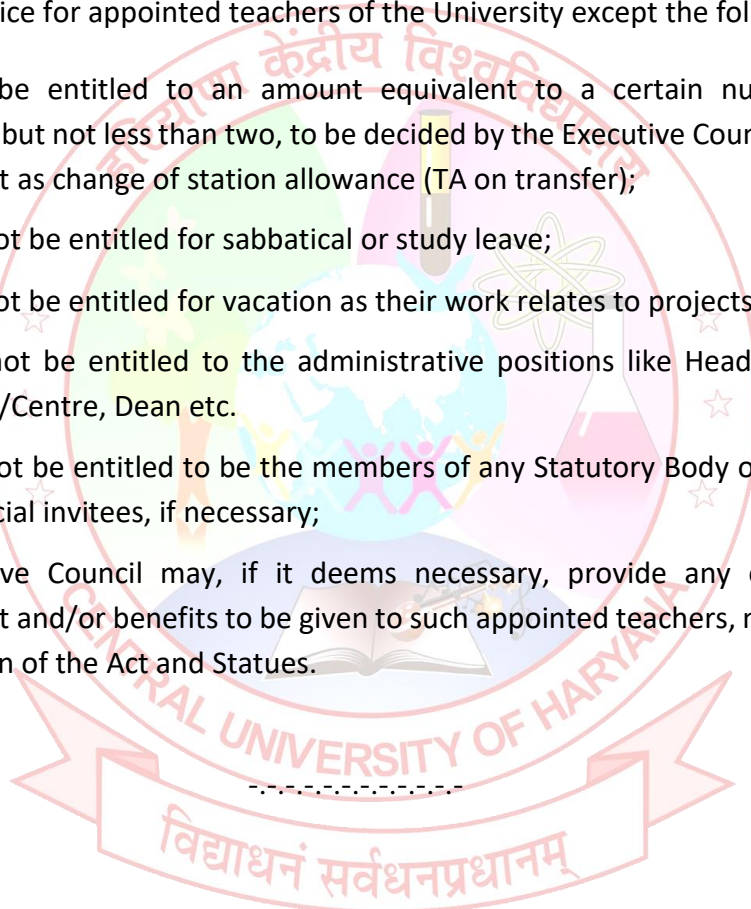 ice for appointed teachers of the University except the fol
be entitled to an amount equivalent to a certain nu
but not less than two, to be decided by the Executive Cour
t as change of station allowance (TA on transfer);
ot be entitled for sabbatical or study leave;
ot be entitled for vacation as their work relates to projects
not be entitled to the administrative positions like Head
/Centre, Dean etc.
ot be entitled to be the members of any Statutory Body o
cial invitees, if necessary;
ve Council may, if it deems necessary, provide any
t and/or benefits to be given to such appointed teachers, r
n of the Act and Statues.
-.-.-.-.-.-.-.-.-.-.-.-
हरियाणा केंद्रीय विश्वविद्यालय
CENTRAL UNIVERSITY OF HARYANA
विद्याधनं सर्वधनप्रधानम्